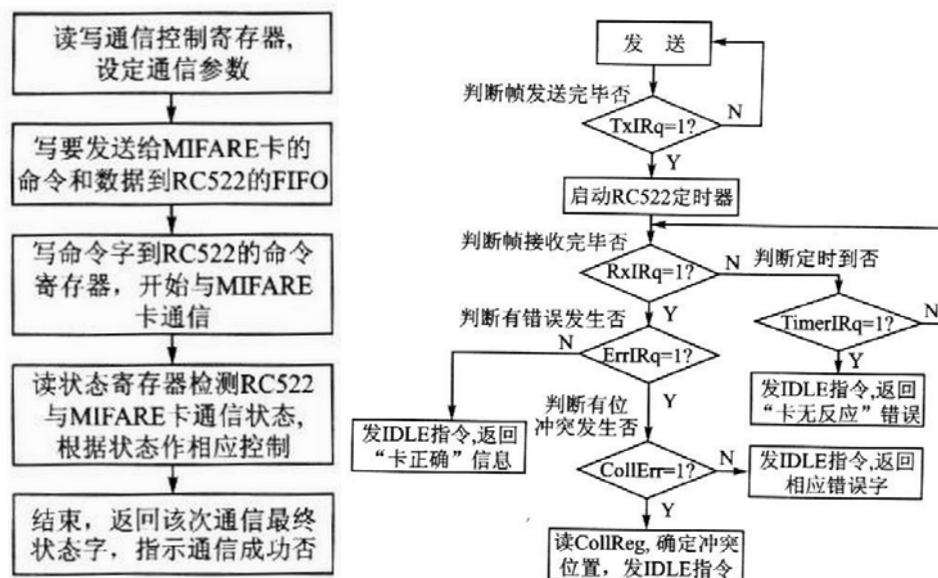 读写通信控制寄存器,
设定通信参数
写要发送给MIFARE卡的
命令和数据到RC522的FIFO
写命令字到RC522的命令
寄存器，开始与MIFARE
卡通信
读状态寄存器检测RC522
与MIFARE卡通信状态,
根据状态作相应控制
结束，返回该次通信最终
状态字，指示通信成功否
发 送
判断帧发送完毕否
TxIRq=1?
N
Y
启动RC522定时器
判断帧接收完毕否
RxIRq=1?
N
判断定时到否
Y
TimerIRq=1?
N
Y
发IDLE指令,返回
“卡无反应”错误
判断有错误发生否
N
ErrIRq=1?
Y
发IDLE指令,返回
“卡正确”信息
判断有位
冲突发生否
CollErr=1?
N
发IDLE指令,返回
相应错误字
Y
读CollReg, 确定冲突
位置，发IDLE指令